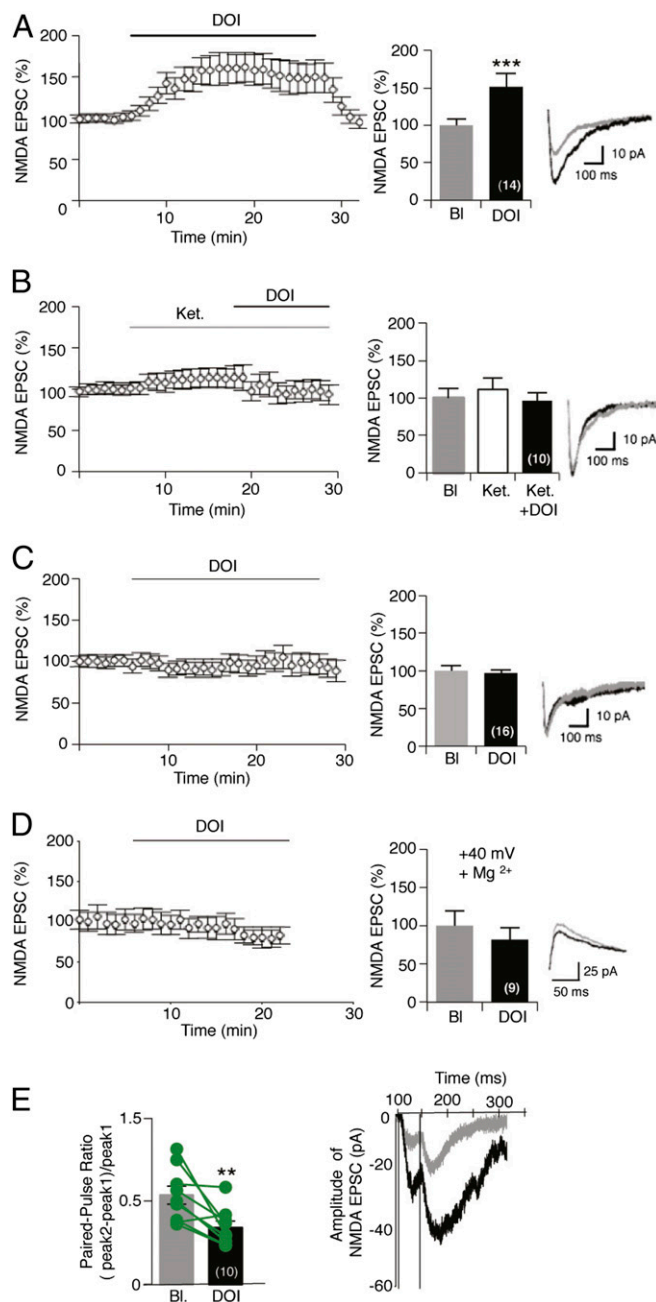 A
DOI
NMDA EPSC (%)
200
150
100
50
0
10
20
30
Time (min)
NMDA EPSC (%)
200
150
100
50
0
***
(14)
Bl
DOI
10 pA
100 ms
B
DOI
Ket.
NMDA EPSC (%)
200
150
100
50
0
10
20
30
Time (min)
NMDA EPSC (%)
200
150
100
50
0
(10)
Bl
Ket.
Ket.
+DOI
10 pA
100 ms
C
DOI
NMDA EPSC (%)
200
150
100
50
0
10
20
30
Time (min)
NMDA EPSC (%)
200
150
100
50
0
(16)
Bl
DOI
10 pA
100 ms
D
DOI
NMDA EPSC (%)
200
150
100
50
0
10
20
30
Time (min)
NMDA EPSC (%)
200
150
100
50
0
+40 mV
+ Mg 2+
(9)
Bl
DOI
25 pA
50 ms
E
Paired-Pulse Ratio
( peak2-peak1)/peak1
1.5
0.5
0
**
(10)
Bl.
DOI
Time (ms)
100
200
300
Amplitude of
NMDA EPSC (pA)
0
-20
-40
-60